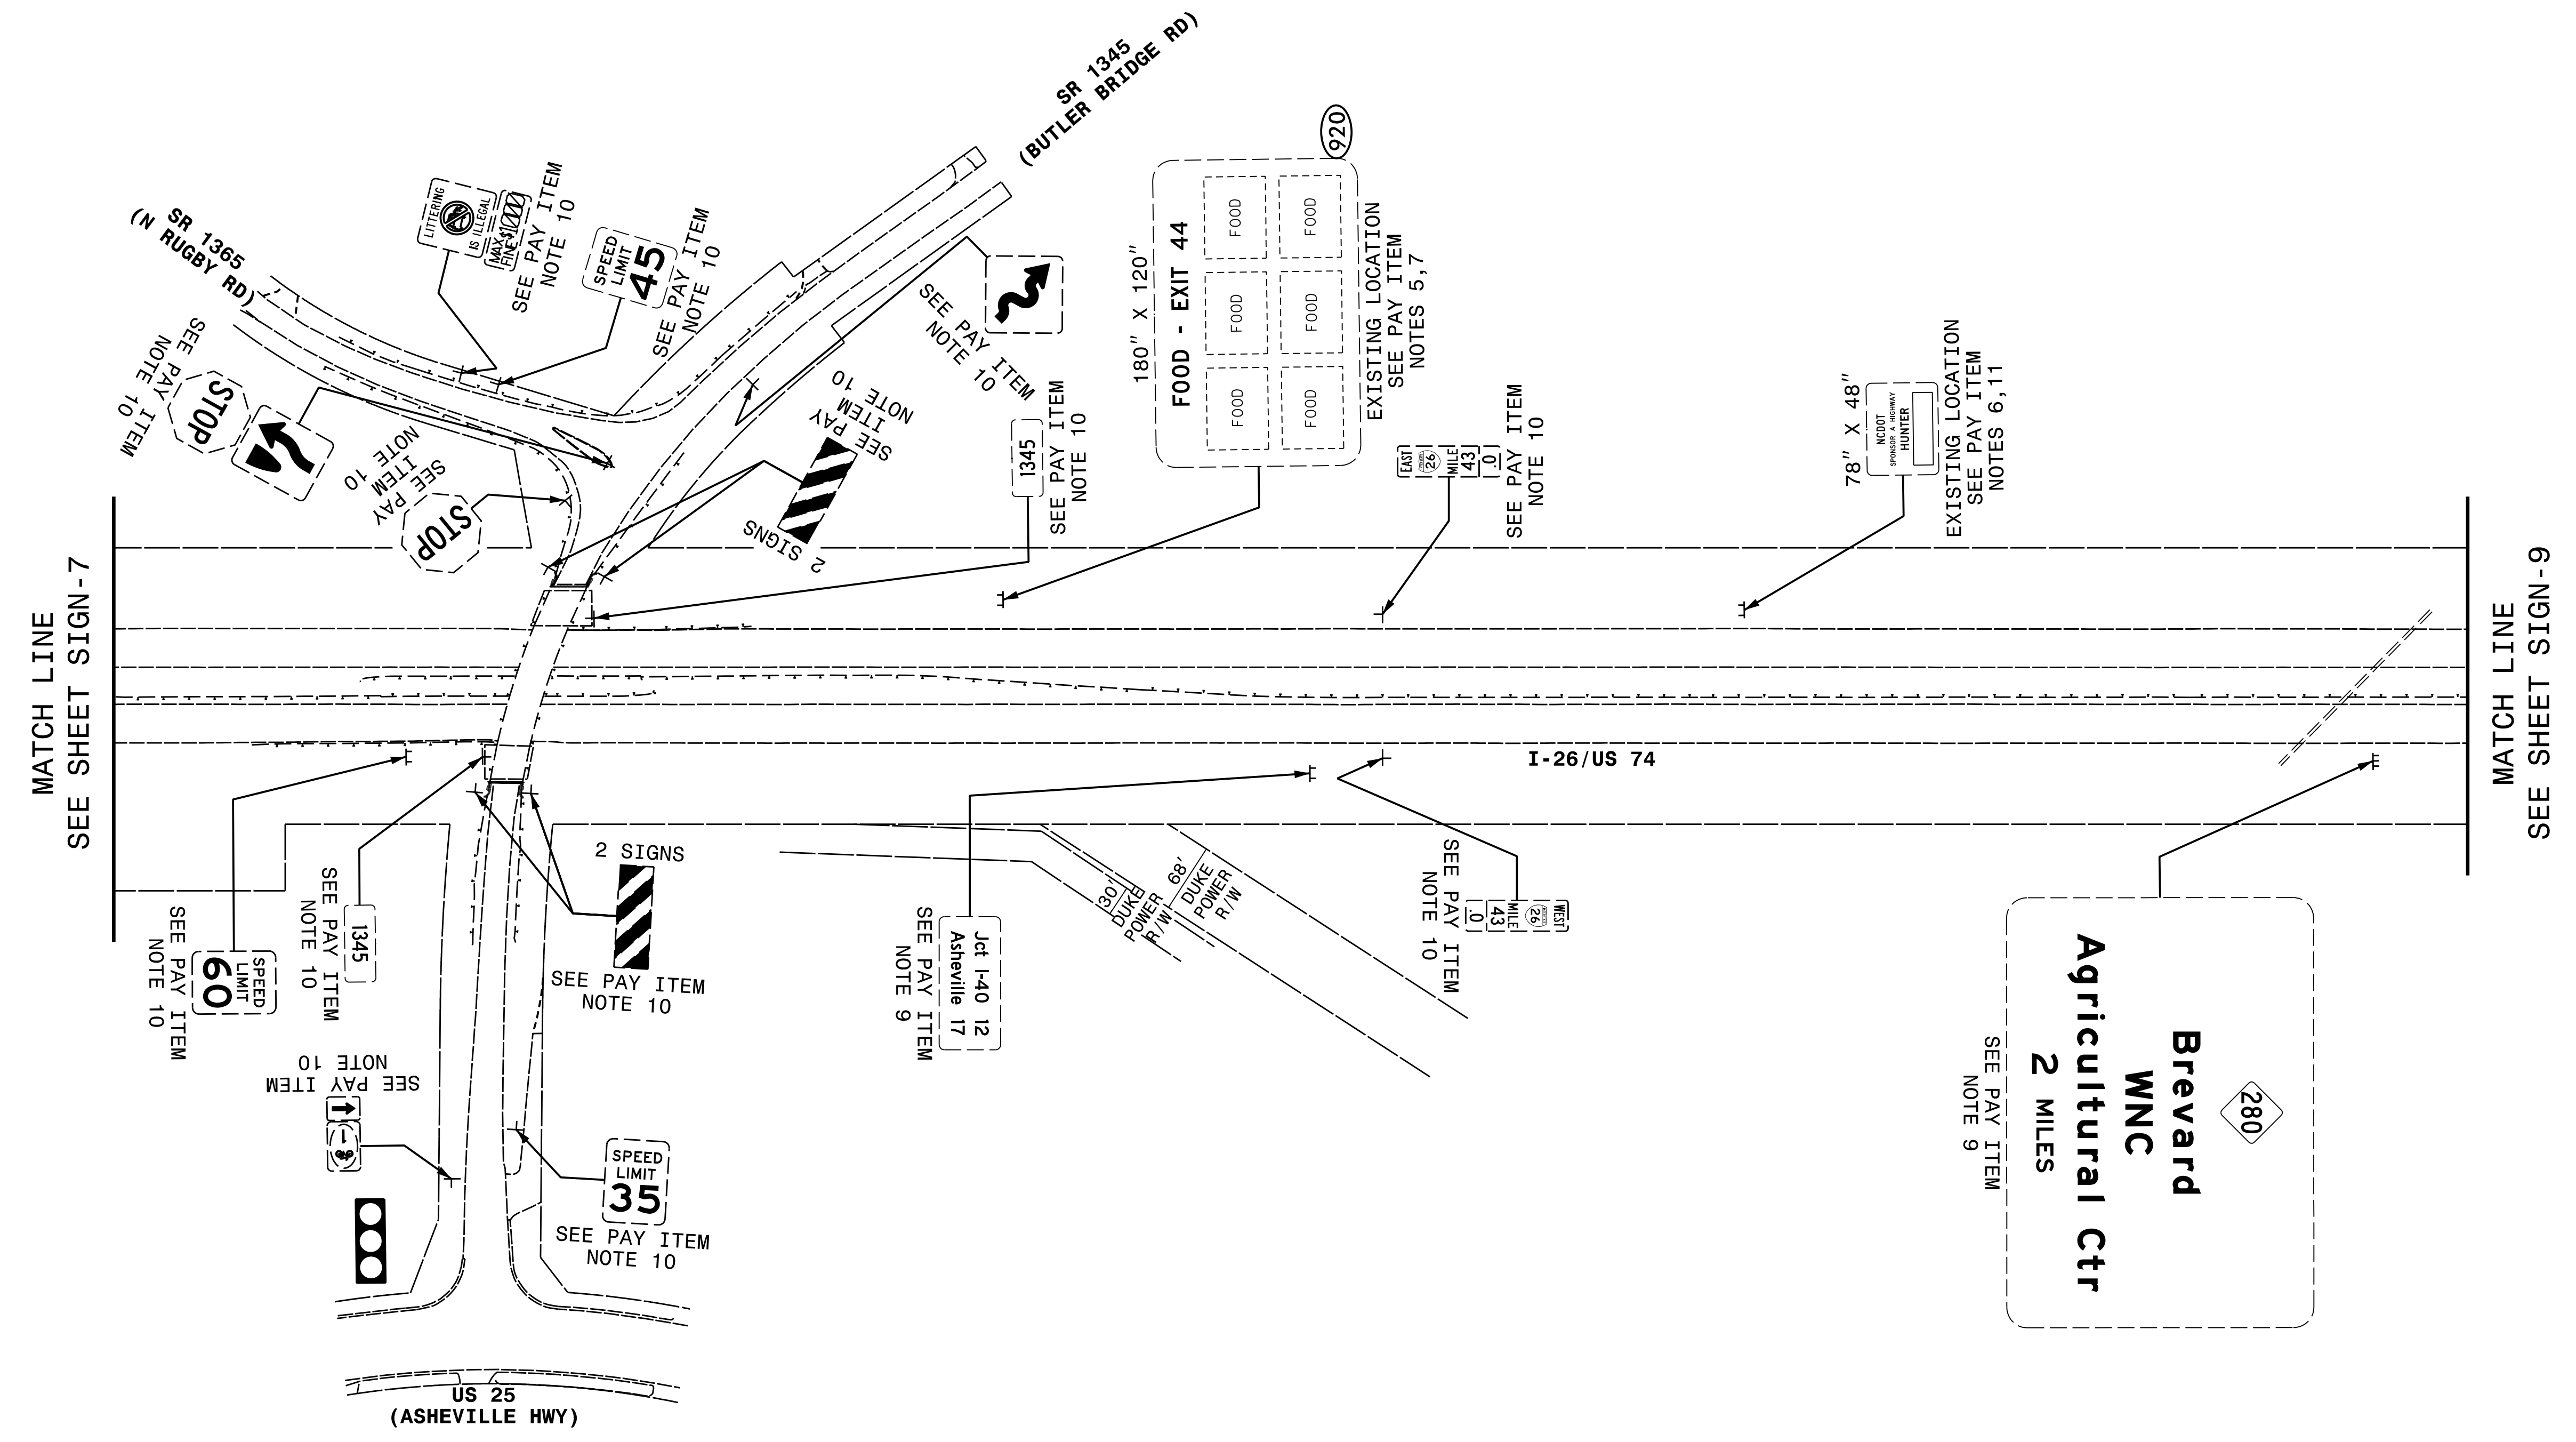 MATCH LINE
SEE SHEET SIGN-7
SR 1365
(N RUGBY RD)
LITTERING
IS ILLEGAL
MAX $1000
FINE
SEE PAY ITEM
NOTE 10
SPEED
LIMIT
45
SEE PAY ITEM
NOTE 10
SR 1345
(BUTLER BRIDGE RD)
SEE PAY ITEM
NOTE 10
SEE PAY ITEM
NOTE 10
STOP
SEE PAY
ITEM
NOTE 10
STOP
SEE PAY
ITEM
NOTE 10
2 SIGNS
1345
SEE PAY ITEM
NOTE 10
180" X 120"
920
FOOD - EXIT 44
FOOD
FOOD
FOOD
FOOD
FOOD
FOOD
EXISTING LOCATION
SEE PAY ITEM
NOTES 5,7
EAST
26
MILE
43
.0
SEE PAY ITEM
NOTE 10
78" X 48"
NCDOT
SPONSOR A HIGHWAY
HUNTER
EXISTING LOCATION
SEE PAY ITEM
NOTES 6,11
MATCH LINE
SEE SHEET SIGN-9
I-26/US 74
SPEED
LIMIT
60
SEE PAY ITEM
NOTE 10
1345
SEE PAY ITEM
NOTE 10
2 SIGNS
SEE PAY ITEM
NOTE 10
Jct I-40 12
Asheville 17
SEE PAY ITEM
NOTE 9
30'
DUKE
POWER
R/W
68'
DUKE
POWER
R/W
WEST
26
MILE
43
.0
SEE PAY ITEM
NOTE 10
280
Brevard
WNC
Agricultural Ctr
2 MILES
SEE PAY ITEM
NOTE 9
SEE PAY ITEM
NOTE 10
SPEED
LIMIT
35
SEE PAY ITEM
NOTE 10
US 25
(ASHEVILLE HWY)